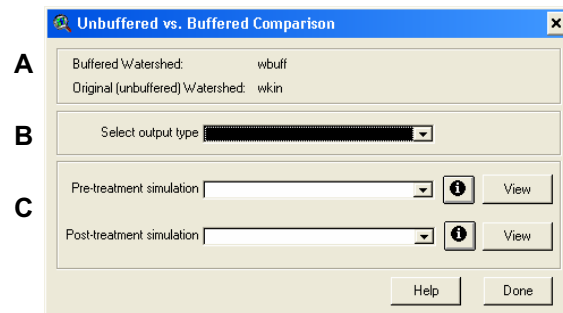 Unbuffered vs. Buffered Comparison
A
Buffered Watershed: wbuff
Original (unbuffered) Watershed: wkin
B
Select output type
C
Pre-treatment simulation View
Post-treatment simulation View
Help Done